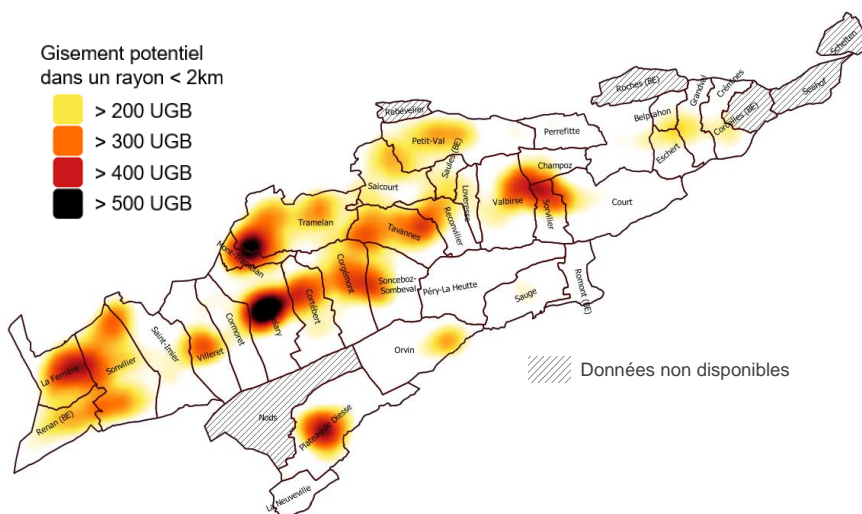 Gisement potentiel
dans un rayon < 2km
> 200 UGB
> 300 UGB
> 400 UGB
> 500 UGB
Schelten
Seehof
Roches (BE)
Grandval
Crémines
Corcelles (BE)
Belprahon
Eschert
Rebévelier
Perrefitte
Petit-Val
Saules (BE)
Champoz
Saicourt
Loveresse
Valbirse
Sorvilier
Court
Tramelan
Tavannes
Reconvilier
Mont-Tramelan
Corgémont
Sonceboz-
Sombeval
Péry-La Heutte
Sauge
Romont (BE)
Cortébert
Cormoret
Saint-Imier
Villeret
Orvin
La Ferrière
Sonvilier
Renan (BE)
Nods
Plateau de Diesse
La Neuveville
Données non disponibles